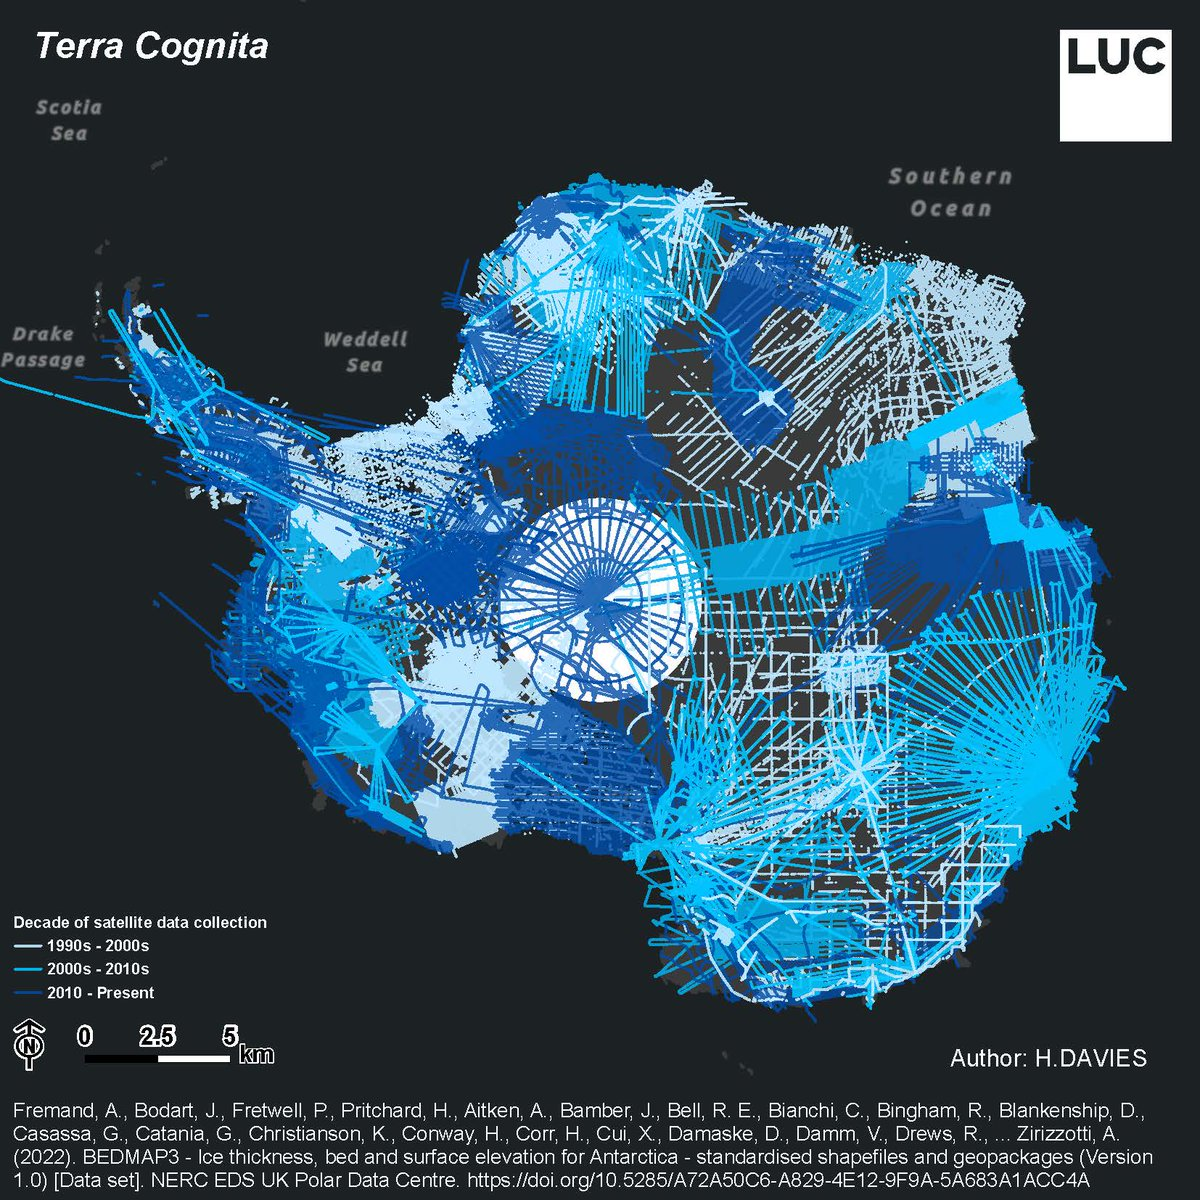 Terra Cognita
LUC
Scotia
Sea
Southern
Ocean
Drake
Passage
Weddell
Sea
Decade of satellite data collection
1990s - 2000s
2000s - 2010s
2010 - Present
N
0 2.5 5
km
Author: H.DAVIES
Fremand, A., Bodart, J., Fretwell, P., Pritchard, H., Aitken, A., Bamber, J., Bell, R. E., Bianchi, C., Bingham, R., Blankenship, D.,
Casassa, G., Catania, G., Christianson, K., Conway, H., Corr, H., Cui, X., Damaske, D., Damm, V., Drews, R., ... Zirizzotti, A.
(2022). BEDMAP3 - Ice thickness, bed and surface elevation for Antarctica - standardised shapefiles and geopackages (Version
1.0) [Data set]. NERC EDS UK Polar Data Centre. https://doi.org/10.5285/A72A50C6-A829-4E12-9F9A-5A683A1ACC4A